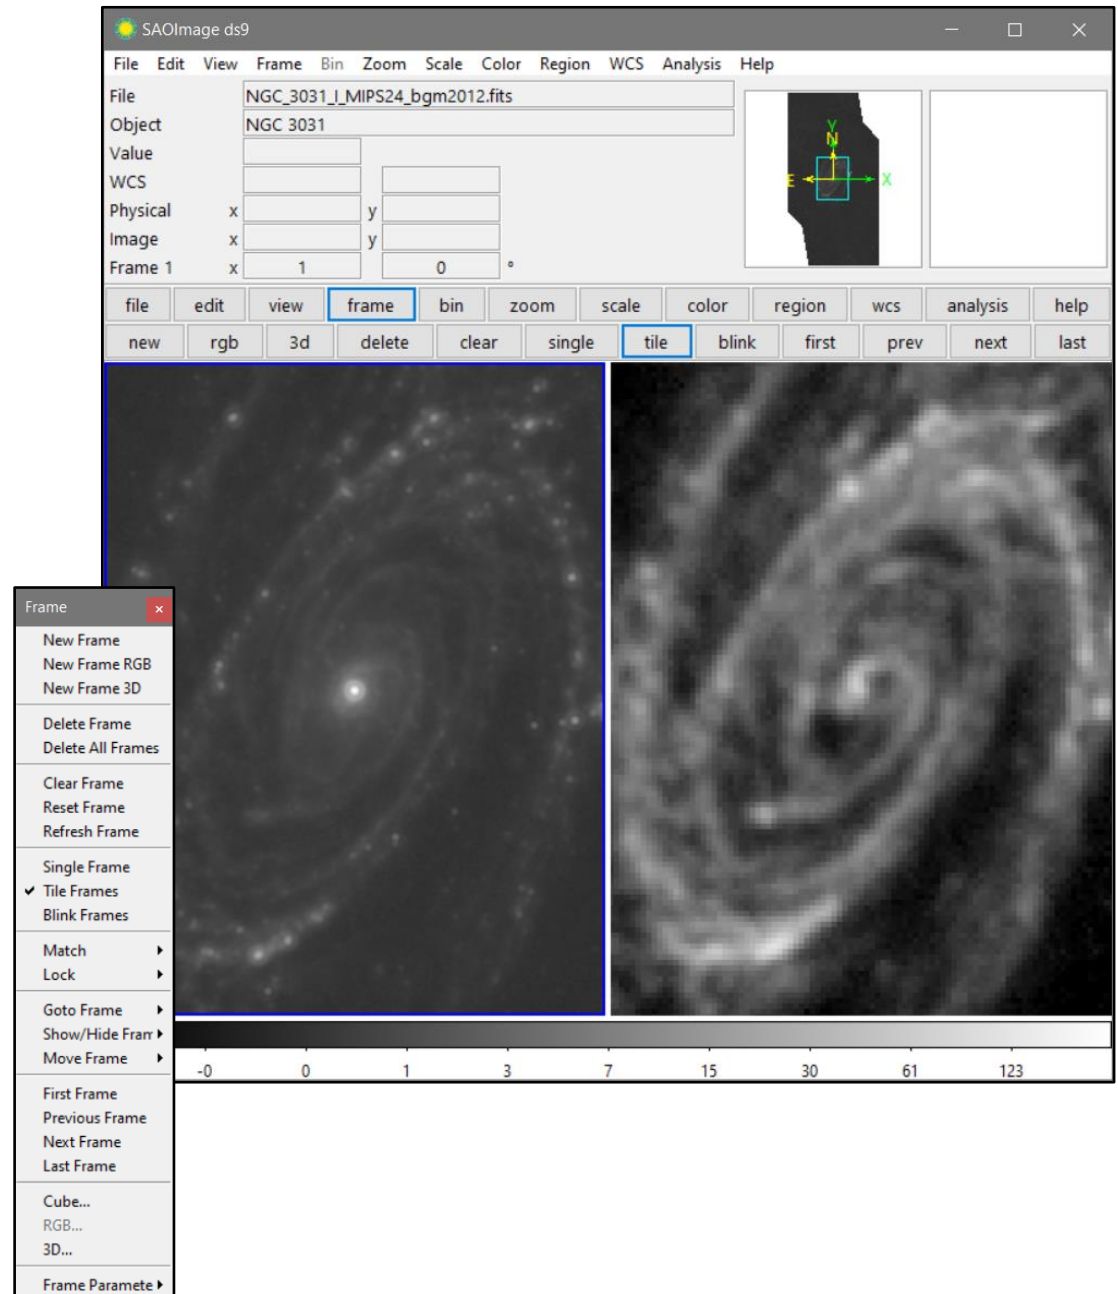 SAOImage ds9
File Edit View Frame Bin Zoom Scale Color Region WCS Analysis Help
File NGC_3031_I_MIPS24_bgm2012.fits
Object NGC 3031
Value
WCS
Physical x y
Image x y
Frame 1 x 1 0 °
Y
N
E X
file edit view frame bin zoom scale color region wcs analysis help
new rgb 3d delete clear single tile blink first prev next last
Frame
New Frame
New Frame RGB
New Frame 3D
Delete Frame
Delete All Frames
Clear Frame
Reset Frame
Refresh Frame
Single Frame
Tile Frames
Blink Frames
Match
Lock
Goto Frame
Show/Hide Fram
Move Frame
First Frame
Previous Frame
Next Frame
Last Frame
Cube...
RGB...
3D...
Frame Paramete
-0 0 1 3 7 15 30 61 123